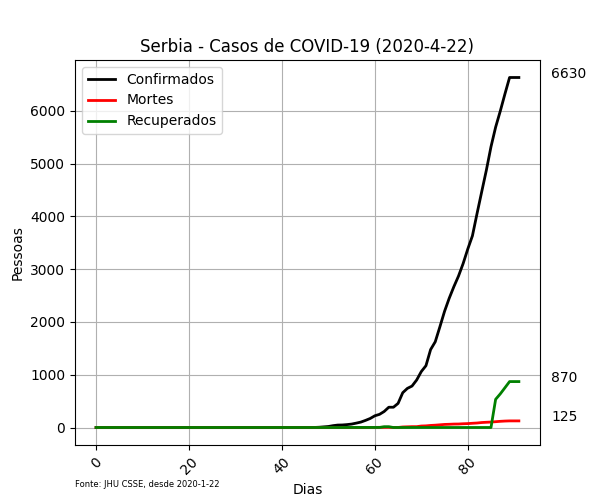 Serbia - Casos de COVID-19 (2020-4-22)
Confirmados
Mortes
Recuperados
6630
870
125
6000
5000
4000
3000
2000
1000
0
Pessoas
0
20
40
60
80
Dias
Fonte: JHU CSSE, desde 2020-1-22